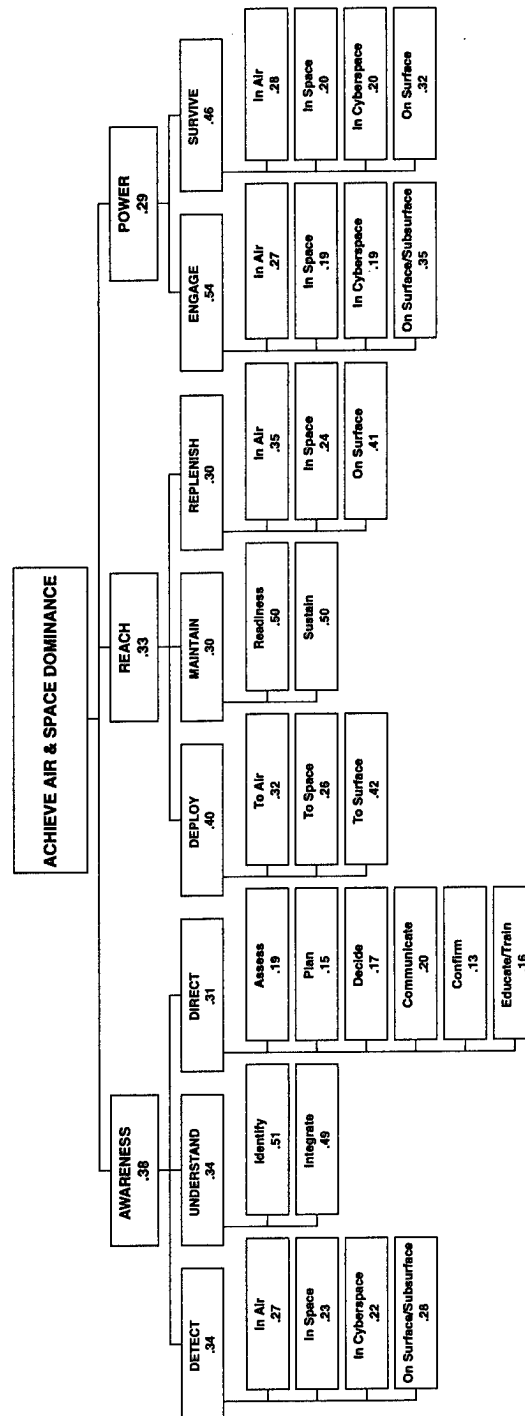 ACHIEVE AIR & SPACE DOMINANCE
AWARENESS
.38
REACH
.33
POWER
.29
DETECT
.34
UNDERSTAND
.34
DIRECT
.31
DEPLOY
.40
MAINTAIN
.30
REPLENISH
.30
ENGAGE
.54
SURVIVE
.46
In Air
.27
In Space
.23
In Cyberspace
.22
On Surface/Subsurface
.28
Identify
.51
Integrate
.49
Assess
.19
Plan
.15
Decide
.17
Communicate
.20
Confirm
.13
Educate/Train
.16
To Air
.32
To Space
.26
To Surface
.42
Readiness
.50
Sustain
.50
In Air
.35
In Space
.24
On Surface
.41
In Air
.27
In Space
.19
In Cyberspace
.19
On Surface/Subsurface
.35
In Air
.28
In Space
.20
In Cyberspace
.20
On Surface
.32